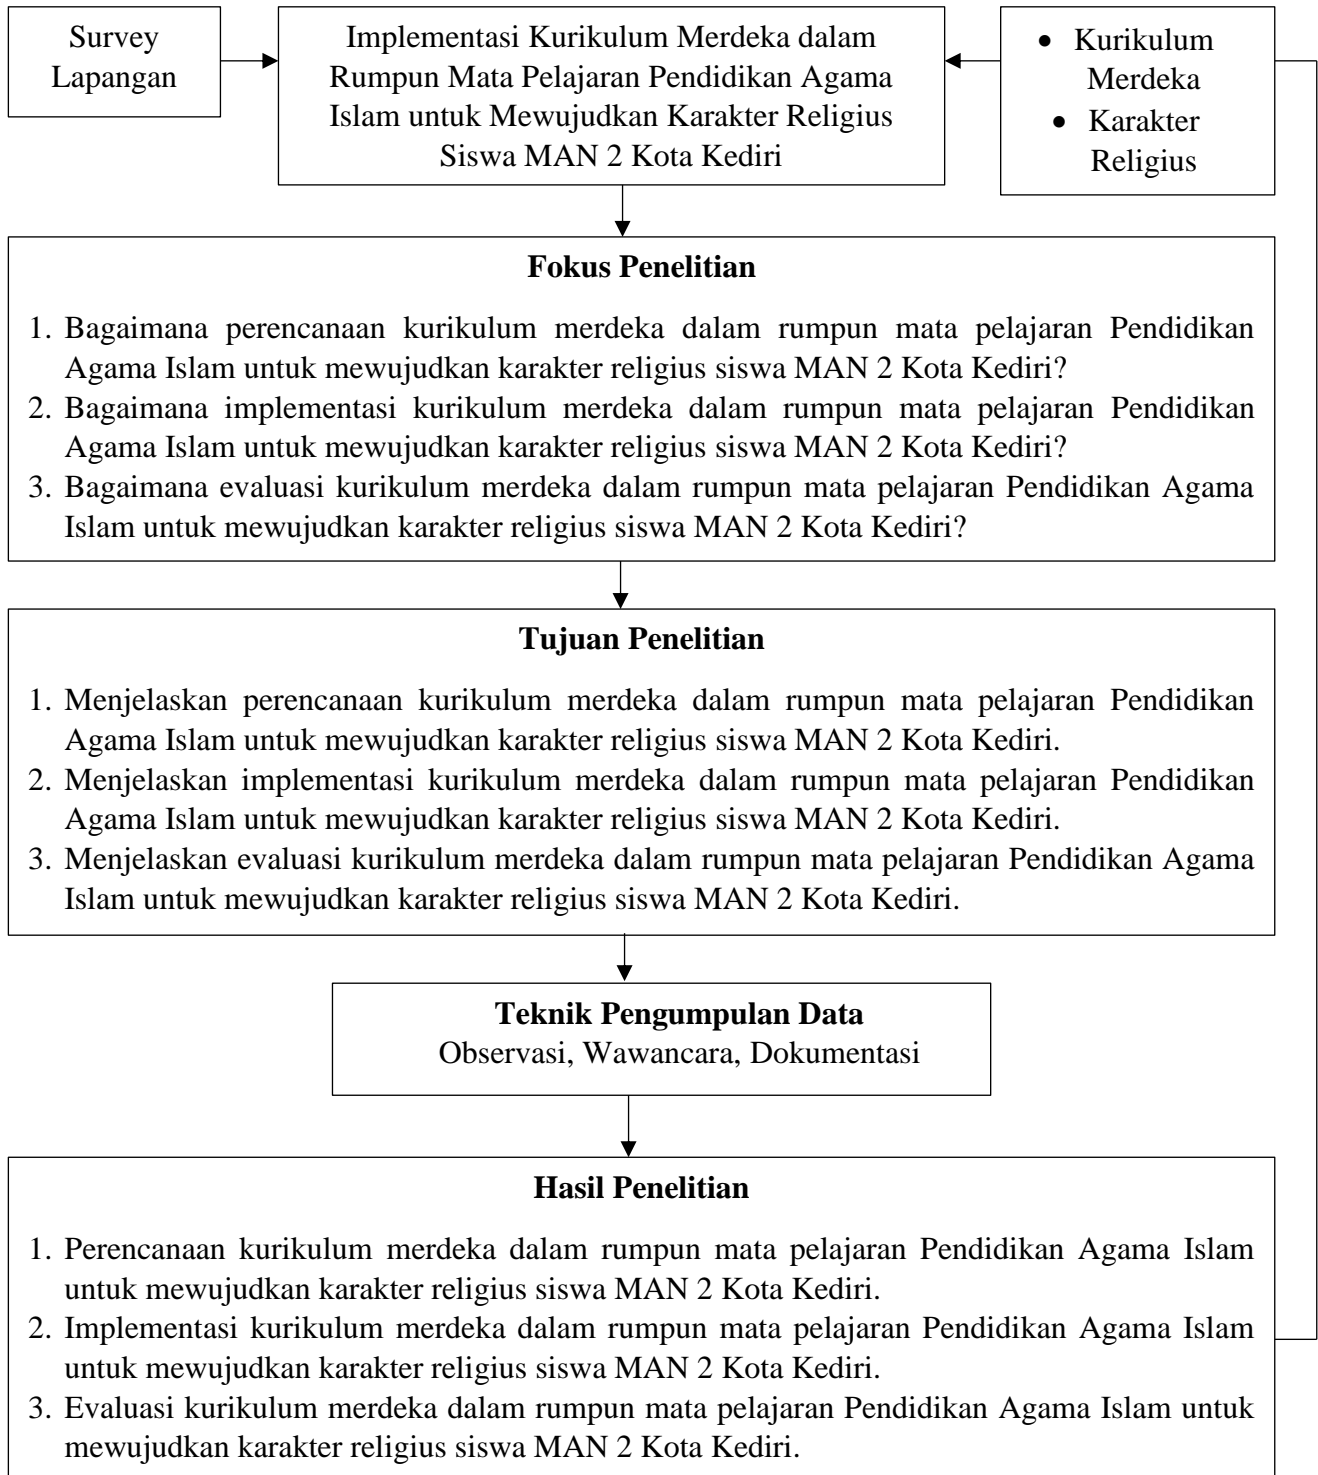 Survey
Lapangan
Implementasi Kurikulum Merdeka dalam
Rumpun Mata Pelajaran Pendidikan Agama
Islam untuk Mewujudkan Karakter Religius
Siswa MAN 2 Kota Kediri
• Kurikulum
Merdeka
• Karakter
Religius
Fokus Penelitian
1. Bagaimana perencanaan kurikulum merdeka dalam rumpun mata pelajaran Pendidikan
Agama Islam untuk mewujudkan karakter religius siswa MAN 2 Kota Kediri?
2. Bagaimana implementasi kurikulum merdeka dalam rumpun mata pelajaran Pendidikan
Agama Islam untuk mewujudkan karakter religius siswa MAN 2 Kota Kediri?
3. Bagaimana evaluasi kurikulum merdeka dalam rumpun mata pelajaran Pendidikan Agama
Islam untuk mewujudkan karakter religius siswa MAN 2 Kota Kediri?
Tujuan Penelitian
1. Menjelaskan perencanaan kurikulum merdeka dalam rumpun mata pelajaran Pendidikan
Agama Islam untuk mewujudkan karakter religius siswa MAN 2 Kota Kediri.
2. Menjelaskan implementasi kurikulum merdeka dalam rumpun mata pelajaran Pendidikan
Agama Islam untuk mewujudkan karakter religius siswa MAN 2 Kota Kediri.
3. Menjelaskan evaluasi kurikulum merdeka dalam rumpun mata pelajaran Pendidikan Agama
Islam untuk mewujudkan karakter religius siswa MAN 2 Kota Kediri.
Teknik Pengumpulan Data
Observasi, Wawancara, Dokumentasi
Hasil Penelitian
1. Perencanaan kurikulum merdeka dalam rumpun mata pelajaran Pendidikan Agama Islam
untuk mewujudkan karakter religius siswa MAN 2 Kota Kediri.
2. Implementasi kurikulum merdeka dalam rumpun mata pelajaran Pendidikan Agama Islam
untuk mewujudkan karakter religius siswa MAN 2 Kota Kediri.
3. Evaluasi kurikulum merdeka dalam rumpun mata pelajaran Pendidikan Agama Islam untuk
mewujudkan karakter religius siswa MAN 2 Kota Kediri.